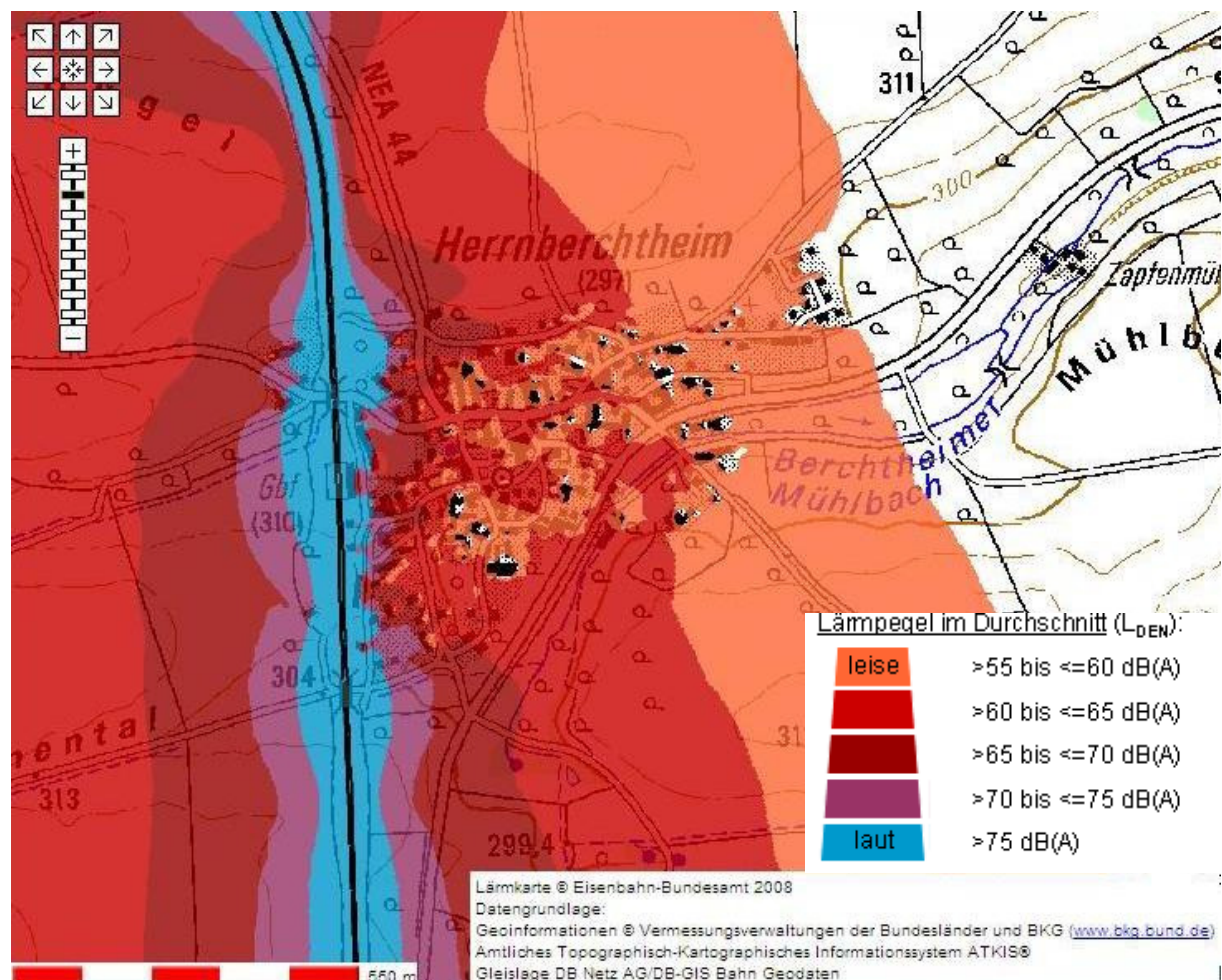 311
NEA 44
300
Herrnberchtheim
(297)
Mühlb
Berchtheimer
Mühlbach
Gbf
(310)
304
313
299,4
Lärmpegel im Durchschnitt (LDEN):
leise >55 bis <=60 dB(A)
>60 bis <=65 dB(A)
>65 bis <=70 dB(A)
>70 bis <=75 dB(A)
laut >75 dB(A)
Lärmkarte © Eisenbahn-Bundesamt 2008
Datengrundlage:
Geoinformationen © Vermessungsverwaltungen der Bundesländer und BKG (www.bkg.bund.de)
Amtliches Topographisch-Kartographisches Informationssystem ATKIS®
Gleislage DB Netz AG/DB-GIS Bahn Geodaten
550 m